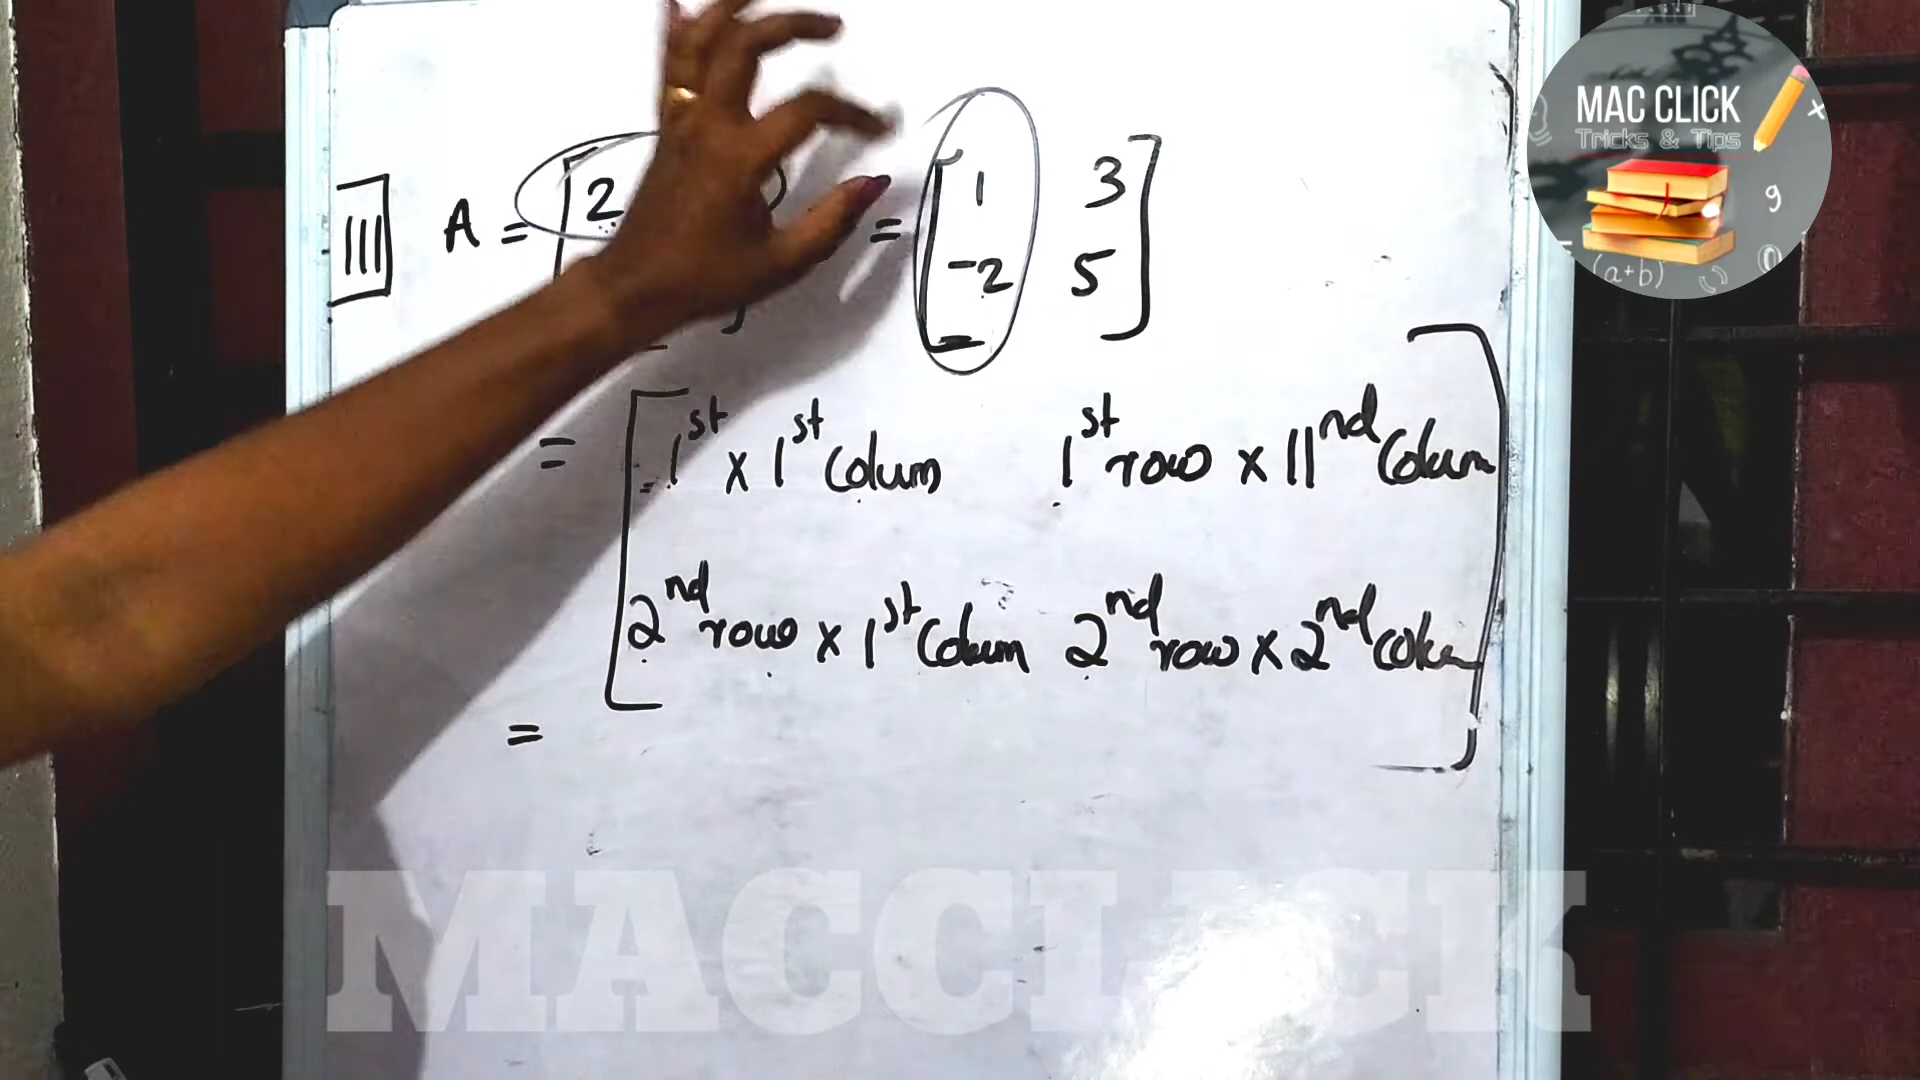 MAC CLICK
Tricks & Tips
III A = [ 2 = [ 1 3 ]
-2 5
(a+b)
= [ 1st x 1st Colum 1st row x IInd Colum
2nd row x 1st Colum 2nd row x 2nd Colum ]
=
MACCLICK